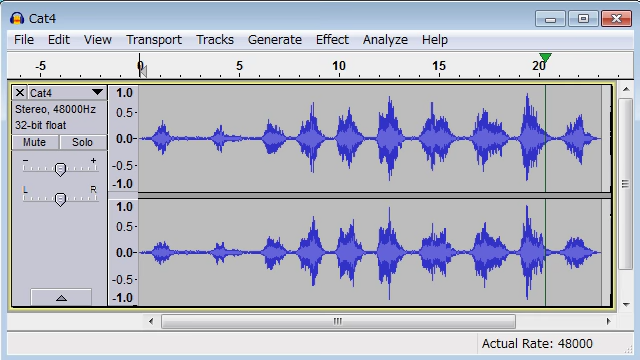 Cat4
File Edit View Transport Tracks Generate Effect Analyze Help
-5 0 5 10 15 20
Cat4
Stereo, 48000Hz
32-bit float
Mute Solo
- +
L R
1.0
0.5
0.0
-0.5
-1.0
1.0
0.5
0.0
-0.5
-1.0
Actual Rate: 48000